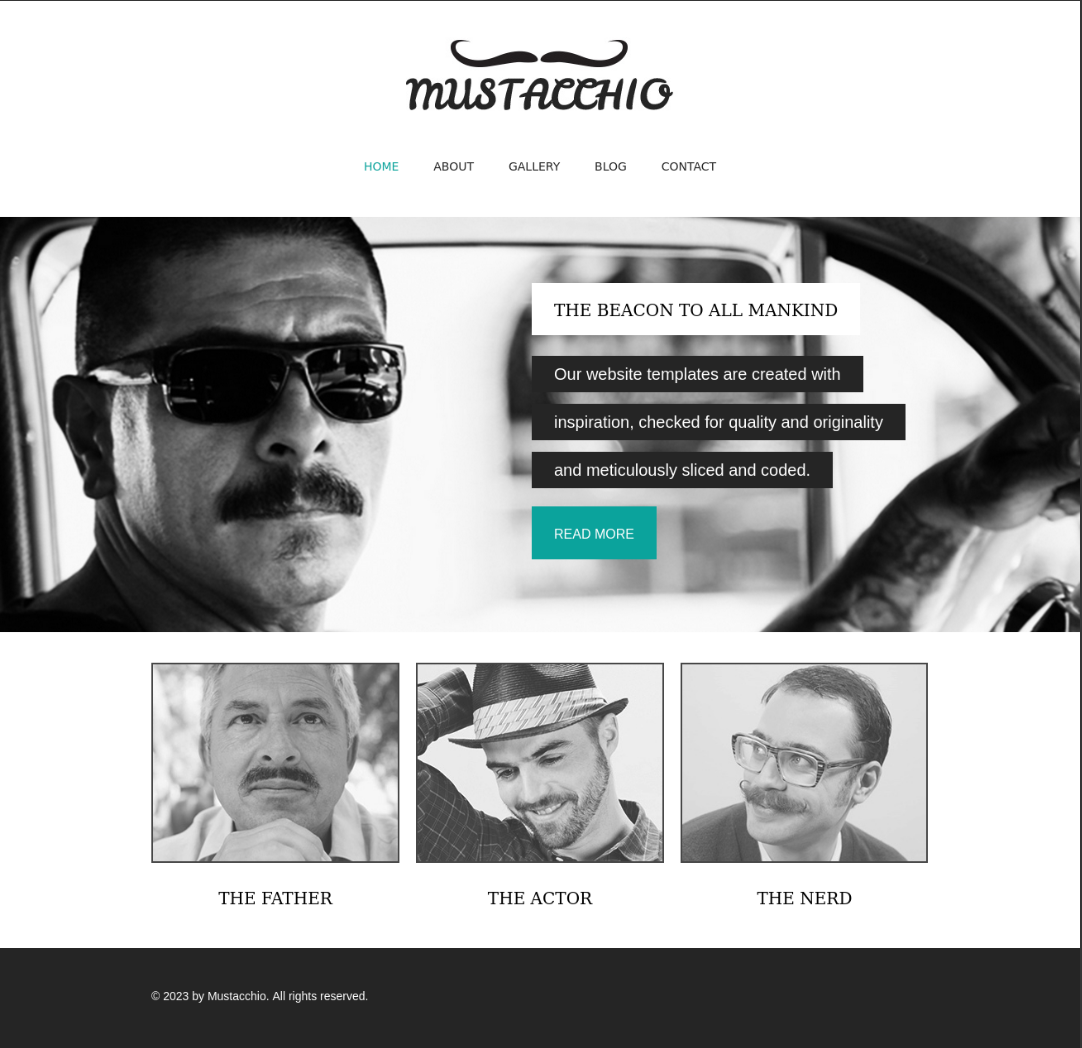 MUSTACCHIO
HOME ABOUT GALLERY BLOG CONTACT
THE BEACON TO ALL MANKIND
Our website templates are created with
inspiration, checked for quality and originality
and meticulously sliced and coded.
READ MORE
THE FATHER THE ACTOR THE NERD
© 2023 by Mustacchio. All rights reserved.